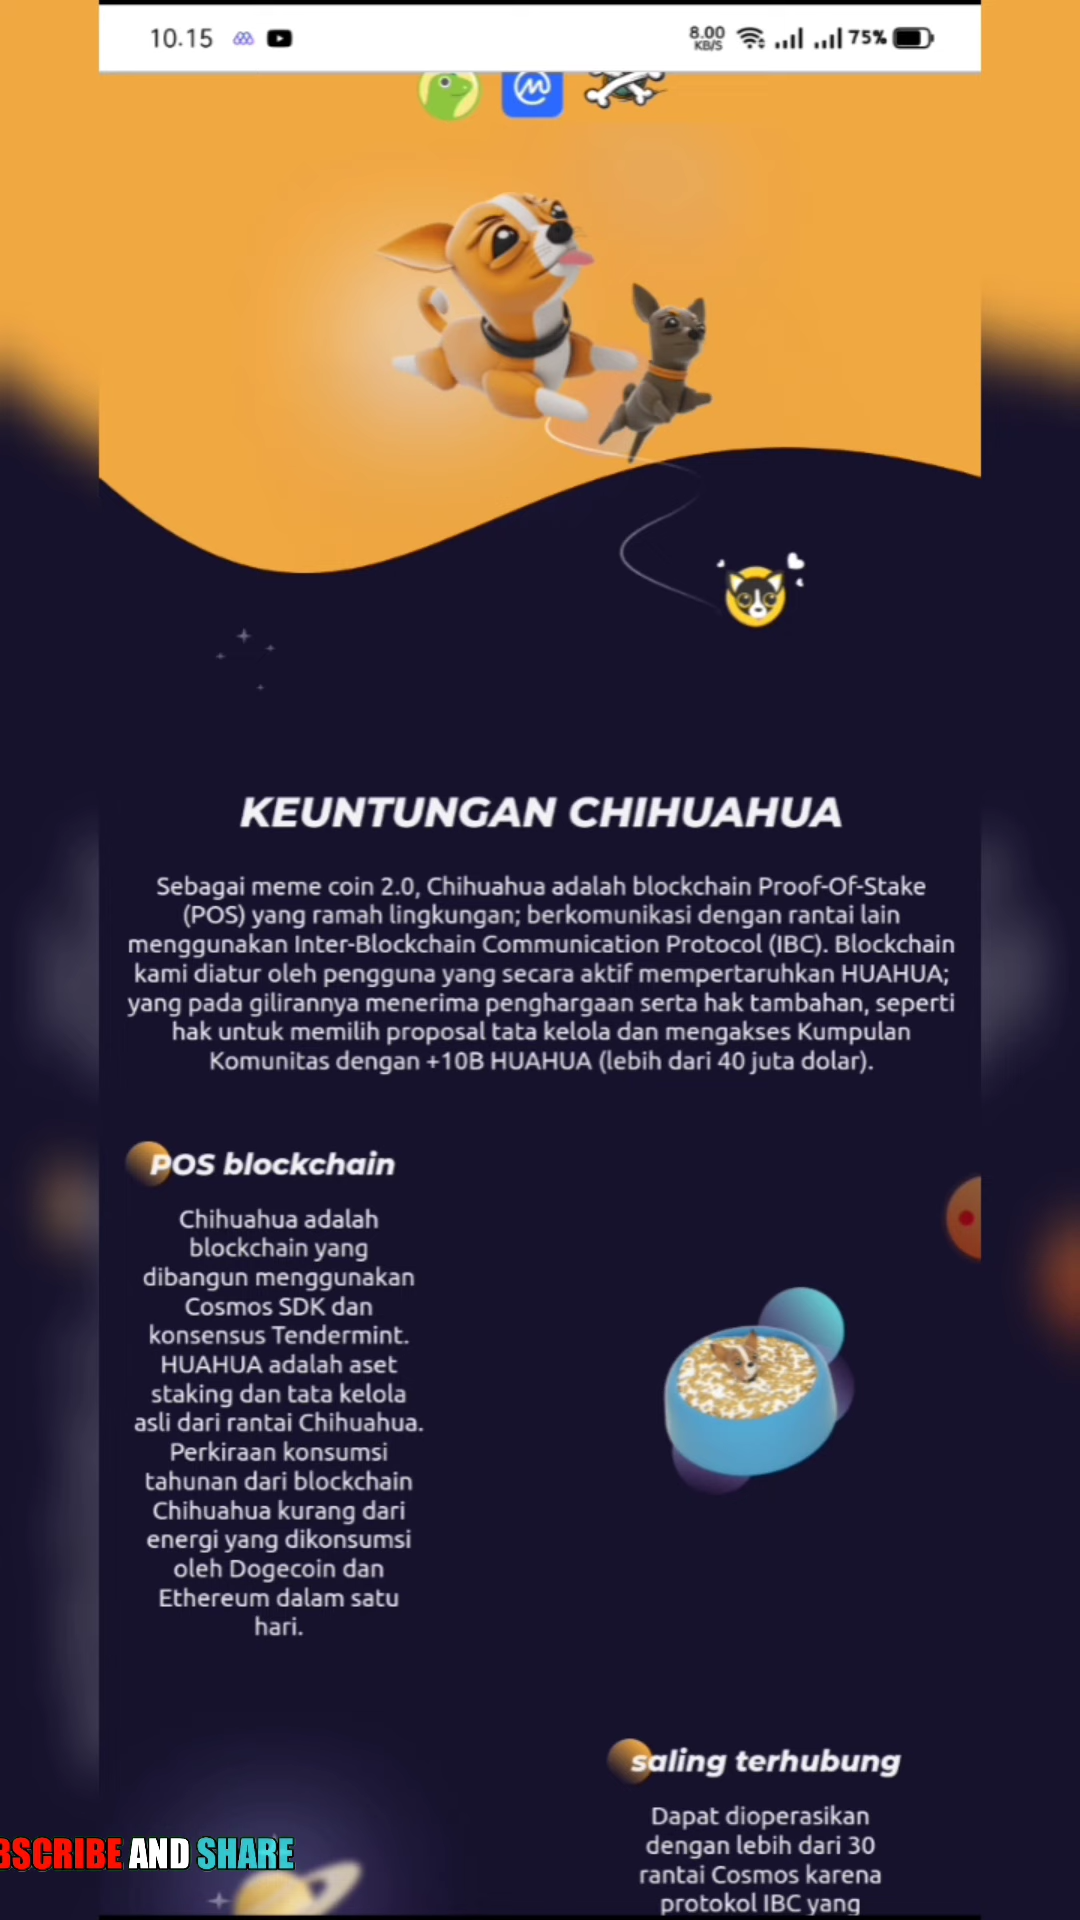 10.15
8.00
KB/S
75%
KEUNTUNGAN CHIHUAHUA
Sebagai meme coin 2.0, Chihuahua adalah blockchain Proof-Of-Stake
(POS) yang ramah lingkungan; berkomunikasi dengan rantai lain
menggunakan Inter-Blockchain Communication Protocol (IBC). Blockchain
kami diatur oleh pengguna yang secara aktif mempertaruhkan HUAHUA;
yang pada gilirannya menerima penghargaan serta hak tambahan, seperti
hak untuk memilih proposal tata kelola dan mengakses Kumpulan
Komunitas dengan +10B HUAHUA (lebih dari 40 juta dolar).
POS blockchain
Chihuahua adalah
blockchain yang
dibangun menggunakan
Cosmos SDK dan
konsensus Tendermint.
HUAHUA adalah aset
staking dan tata kelola
asli dari rantai Chihuahua.
Perkiraan konsumsi
tahunan dari blockchain
Chihuahua kurang dari
energi yang dikonsumsi
oleh Dogecoin dan
Ethereum dalam satu
hari.
saling terhubung
Dapat dioperasikan
dengan lebih dari 30
rantai Cosmos karena
protokol IBC yang
BSCRIBE AND SHARE